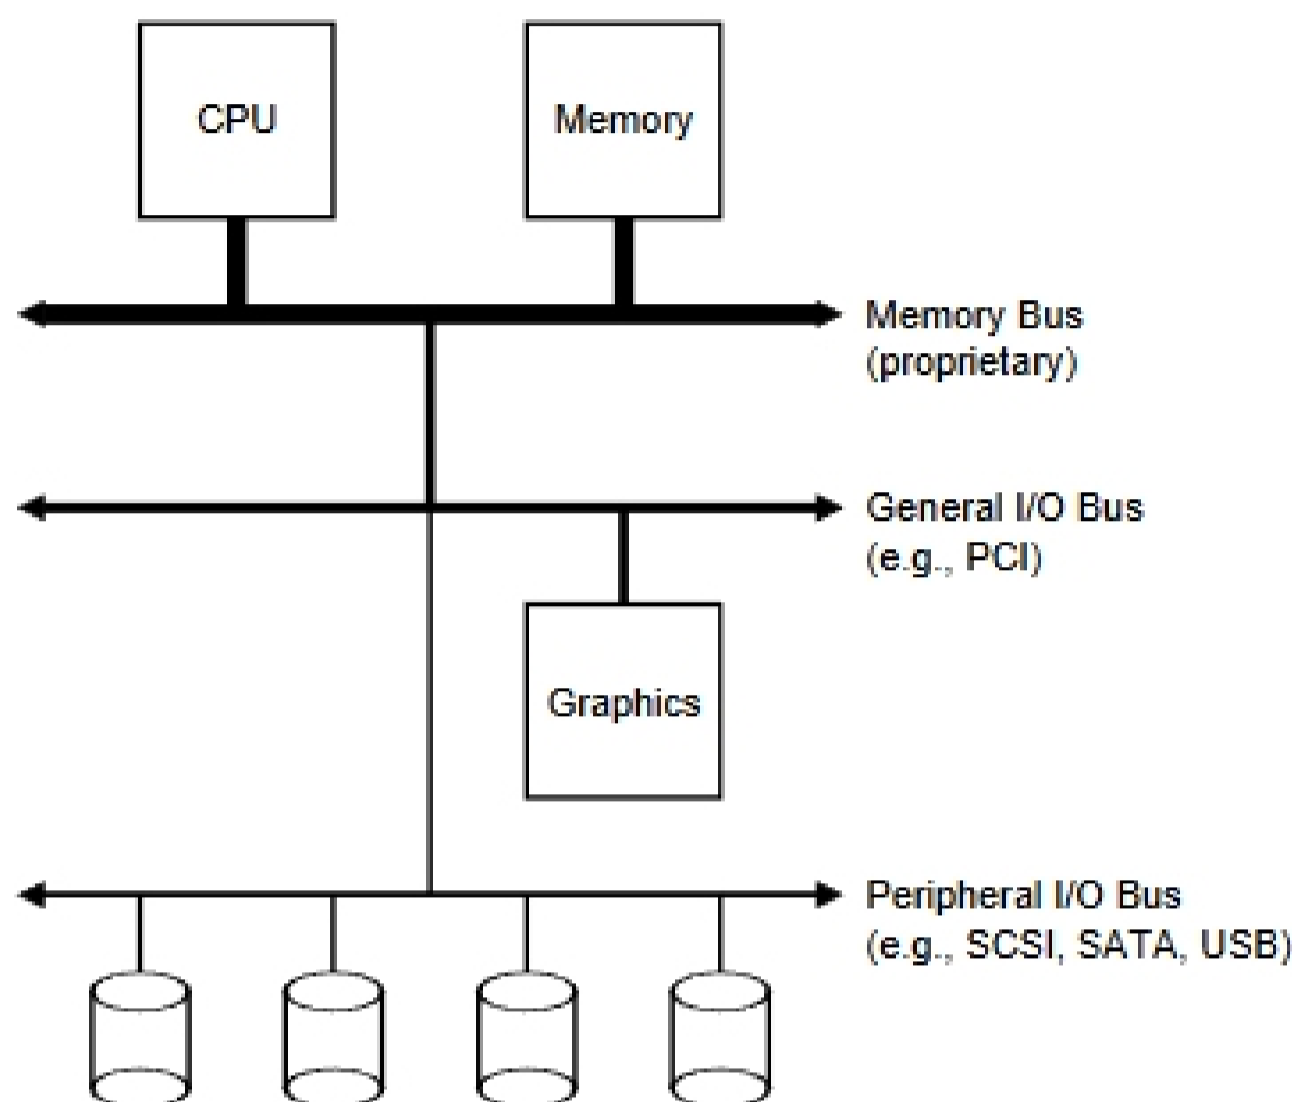 CPU
Memory
Memory Bus
(proprietary)
General I/O Bus
(e.g., PCI)
Graphics
Peripheral I/O Bus
(e.g., SCSI, SATA, USB)